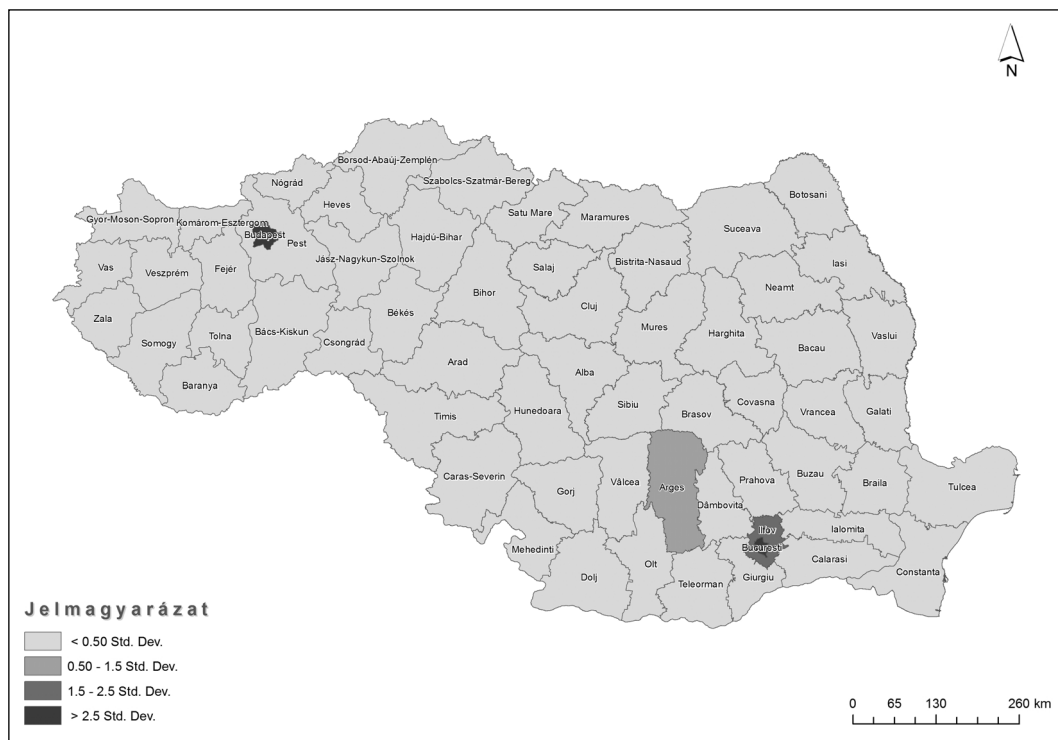 N
Borsod-Abaúj-Zemplén
Nógrád
Szabolcs-Szatmár-Bereg
Heves
Botosani
Satu Mare
Maramures
Gyor-Moson-Sopron
Komárom-Esztergom
Suceava
Budapest
Pest
Hajdú-Bihar
Jász-Nagykun-Szolnok
Bistrita-Nasaud
Iasi
Vas
Veszprém
Fejér
Salaj
Neamt
Bihor
Cluj
Zala
Somogy
Tolna
Bács-Kiskun
Békés
Csongrád
Mures
Harghita
Vaslui
Bacau
Arad
Baranya
Alba
Sibiu
Covasna
Hunedoara
Brasov
Vrancea
Galati
Timis
Caras-Severin
Gorj
Vâlcea
Arges
Prahova
Buzau
Braila
Tulcea
Dâmbovita
Ilfov
Ialomita
Bucuresti
Mehedinti
Calarasi
Constanta
Dolj
Olt
Teleorman
Giurgiu
Jelmagyarázat
< 0.50 Std. Dev.
0.50 - 1.5 Std. Dev.
1.5 - 2.5 Std. Dev.
> 2.5 Std. Dev.
0 65 130 260 km